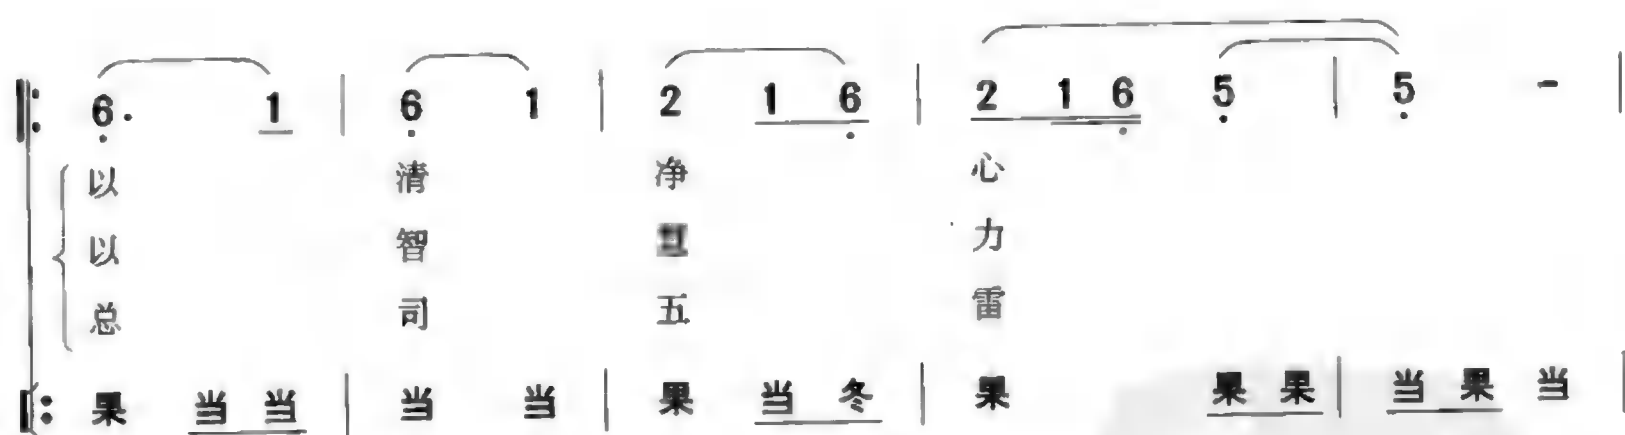 6. 1 | 6 1 | 2 1 6 | 2 1 6 5 | 5 - |
以 清 净 心
以 智 力
总 司 五 雷
果 当 当 | 当 当 | 果 当 冬 | 果 果 果 | 当 果 当